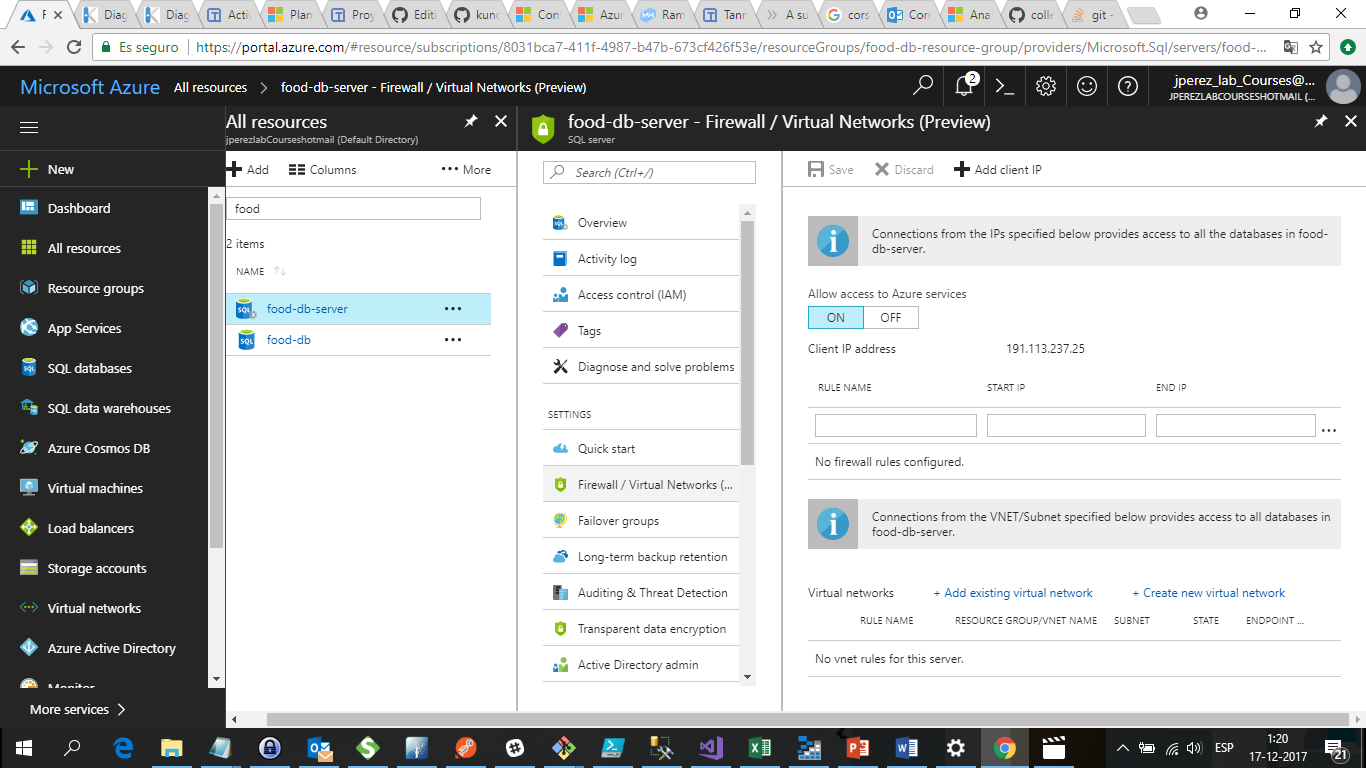 Diag
Diag
Activ
Plan
Proy
Editi
kunc
Con
Azur
Ram
Tann
A su
cors
Corr
Ana
colle
git -
Es seguro
https://portal.azure.com/#resource/subscriptions/8031bca7-411f-4987-b47b-673cf426f53e/resourceGroups/food-db-resource-group/providers/Microsoft.Sql/servers/food-...
Microsoft Azure
All resources
food-db-server - Firewall / Virtual Networks (Preview)
2
jperez_lab_Courses@...
JPEREZLABCOURSESHOTMAIL (...
New
Dashboard
All resources
Resource groups
App Services
SQL databases
SQL data warehouses
Azure Cosmos DB
Virtual machines
Load balancers
Storage accounts
Virtual networks
Azure Active Directory
Monitor
More services
All resources
jperezlabCourseshotmail (Default Directory)
Add
Columns
More
food
2 items
NAME
food-db-server
food-db
food-db-server - Firewall / Virtual Networks (Preview)
SQL server
Search (Ctrl+/)
Overview
Activity log
Access control (IAM)
Tags
Diagnose and solve problems
SETTINGS
Quick start
Firewall / Virtual Networks (...
Failover groups
Long-term backup retention
Auditing & Threat Detection
Transparent data encryption
Active Directory admin
Save
Discard
Add client IP
Connections from the IPs specified below provides access to all the databases in food-
db-server.
Allow access to Azure services
ON OFF
Client IP address 191.113.237.25
RULE NAME START IP END IP
No firewall rules configured.
Connections from the VNET/Subnet specified below provides access to all databases in
food-db-server.
Virtual networks + Add existing virtual network + Create new virtual network
RULE NAME RESOURCE GROUP/VNET NAME SUBNET STATE ENDPOINT ...
No vnet rules for this server.
ESP
1:20
17-12-2017
21